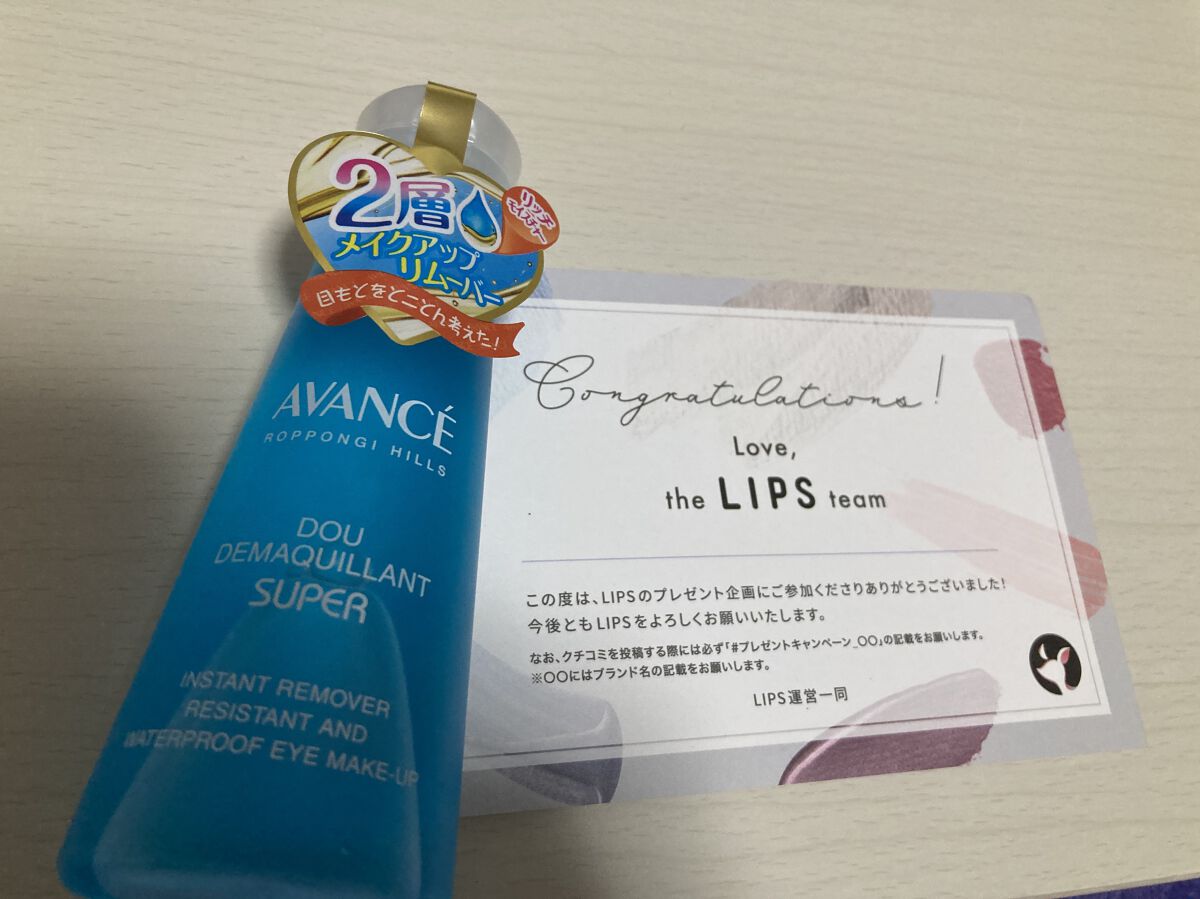 2層
リッチ
モイスチャー
メイクアップ
リムーバー
目もとをとことん考えた!
AVANCÉ
ROPPONGI HILLS
DOU
DEMAQUILLANT
SUPER
INSTANT REMOVER
RESISTANT AND
WATERPROOF EYE MAKE-UP
Congratulations!
Love,
the LIPS team
この度は、LIPSのプレゼント企画にご参加くださりありがとうございました!
今後ともLIPSをよろしくお願いいたします。
なお、クチコミを投稿する際には必ず「#プレゼントキャンペーン_〇〇」の記載をお願いします。
※〇〇にはブランド名の記載をお願いします。
LIPS運営一同